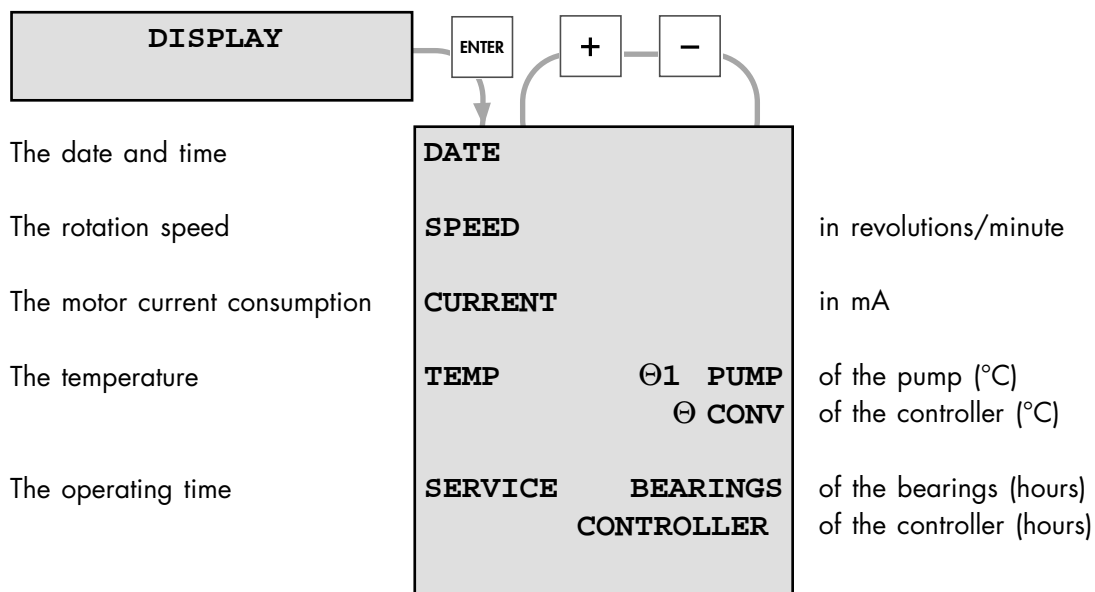 DISPLAY
ENTER + −
The date and time DATE
The rotation speed SPEED in revolutions/minute
The motor current consumption CURRENT in mA
The temperature TEMP Θ1 PUMP of the pump (°C)
Θ CONV of the controller (°C)
The operating time SERVICE BEARINGS of the bearings (hours)
CONTROLLER of the controller (hours)